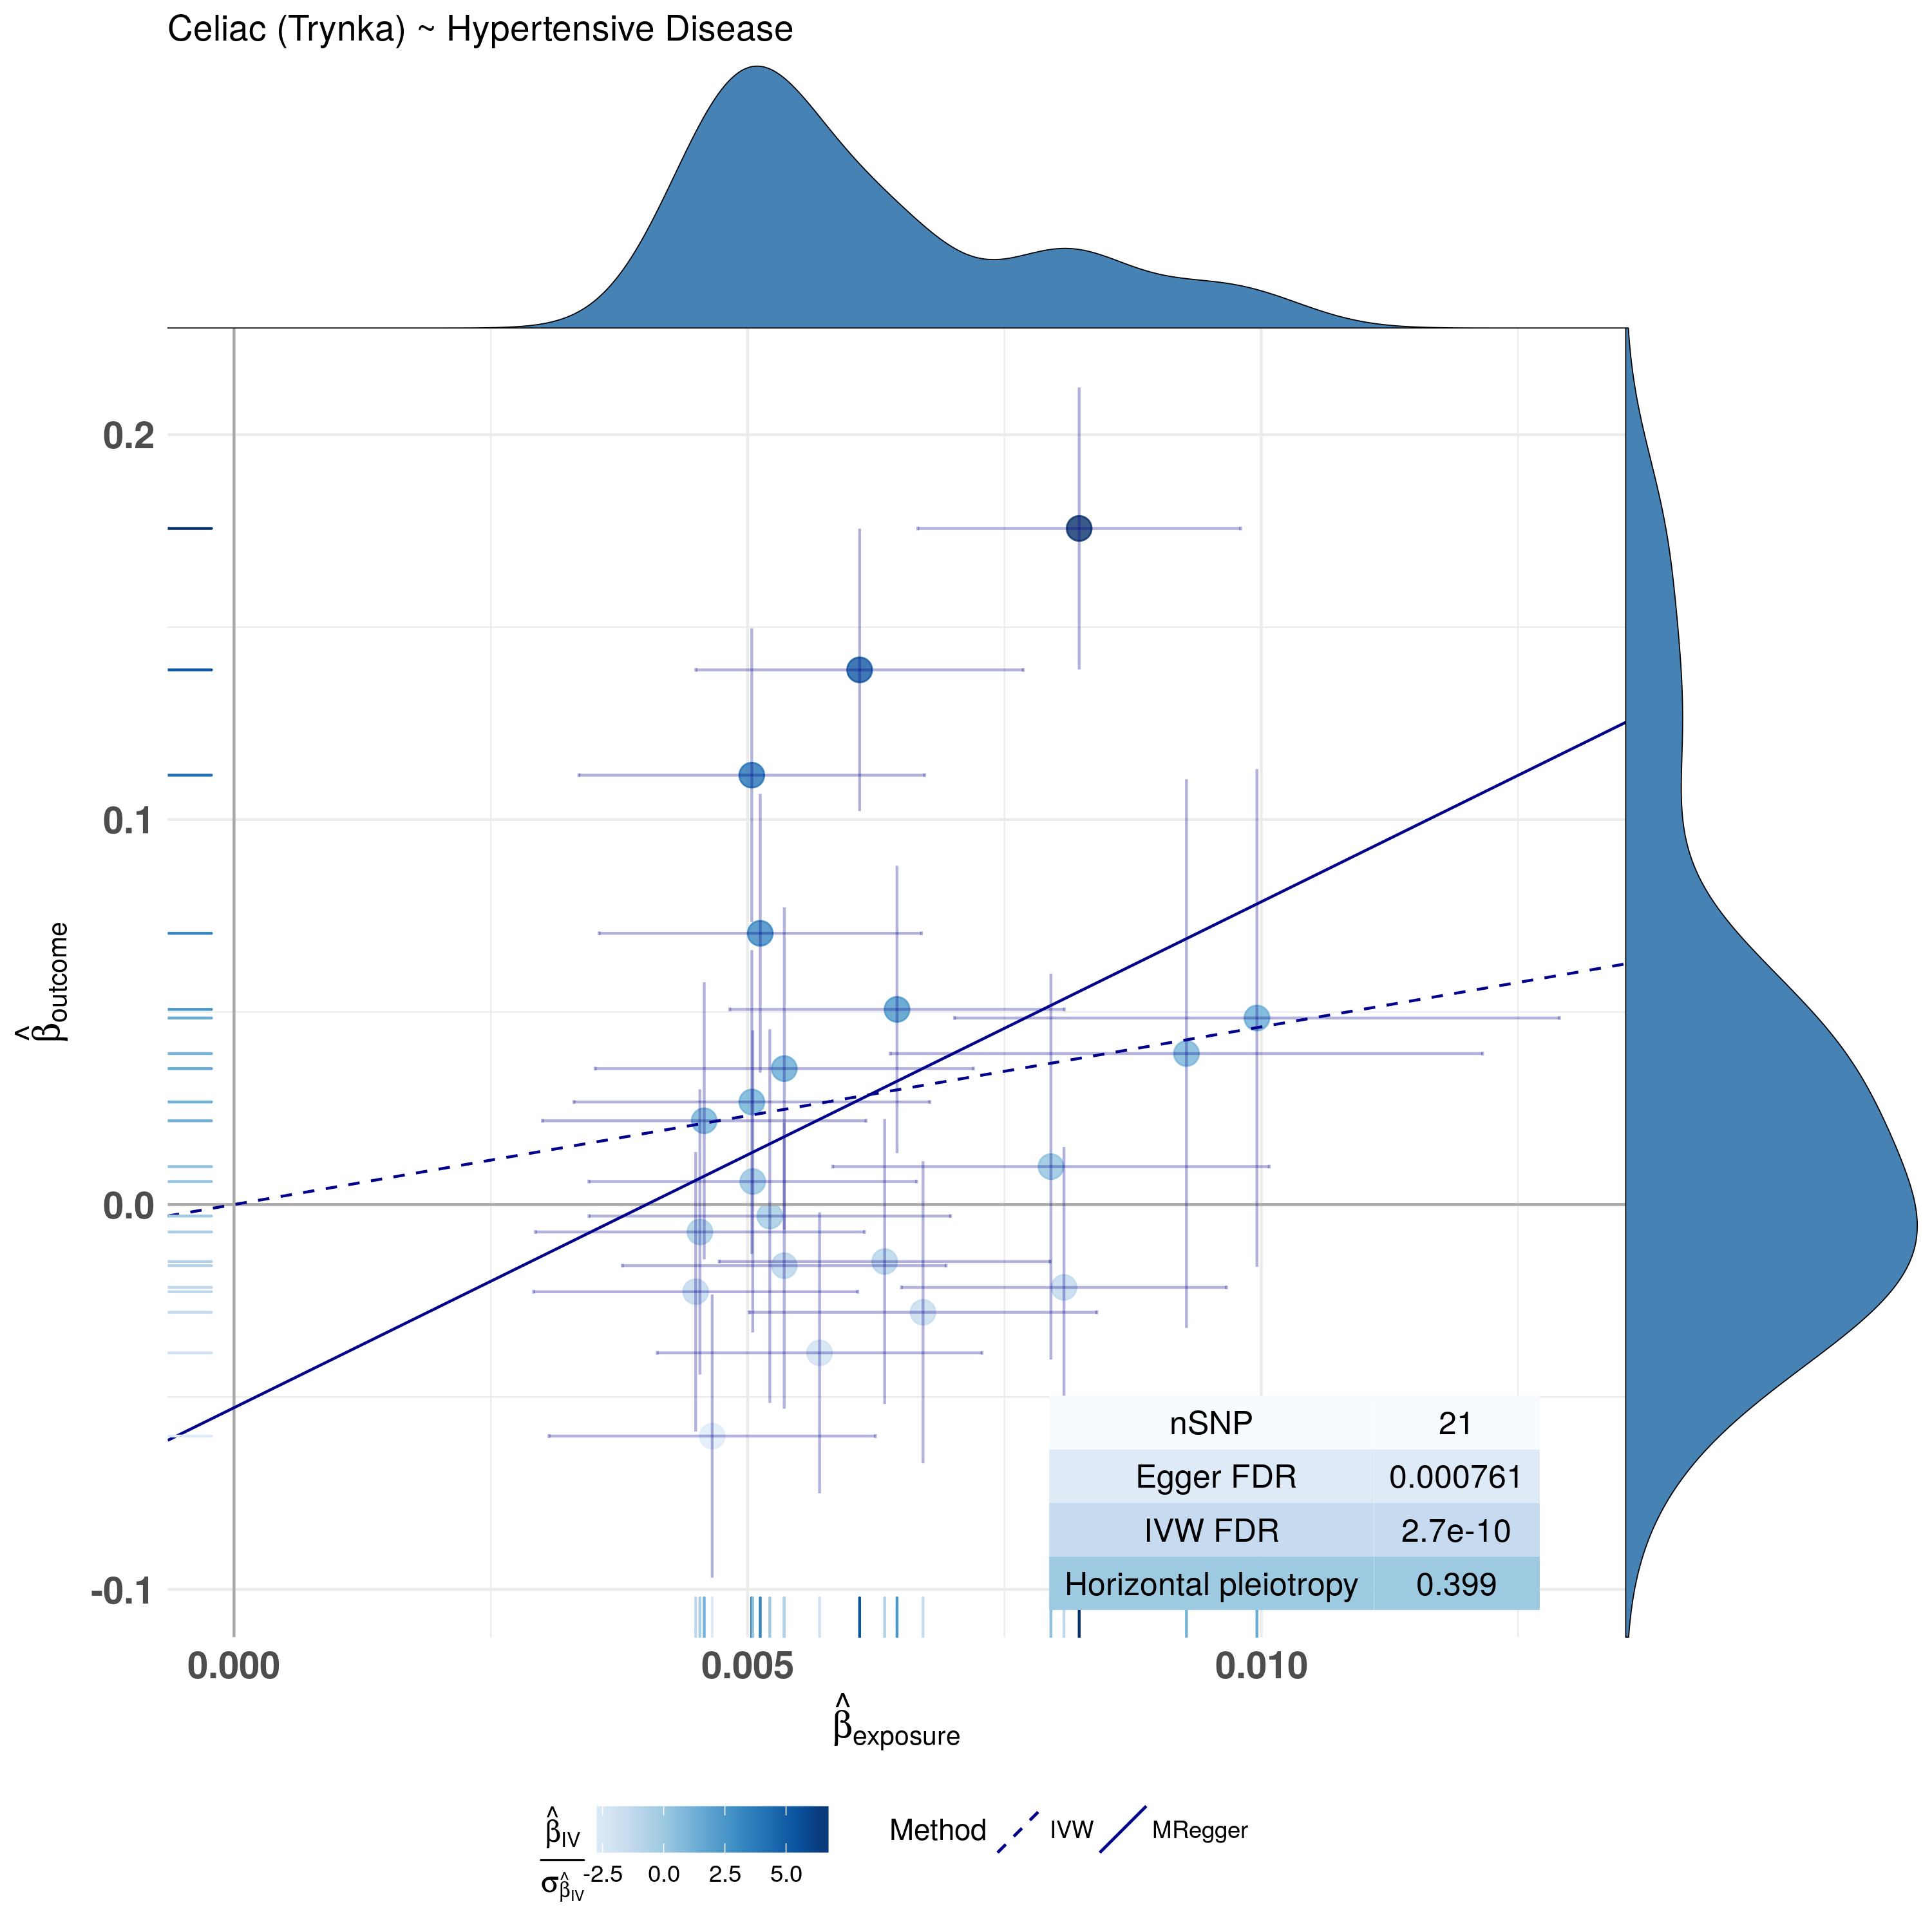 Celiac (Trynka) ~ Hypertensive Disease
0.2
0.1
0.0
-0.1
β̂outcome
nSNP 21
Egger FDR 0.000761
IVW FDR 2.7e-10
Horizontal pleiotropy 0.399
0.000 0.005 0.010
β̂exposure
β̂IV
σβ̂IV
-2.5 0.0 2.5 5.0
Method IVW MRegger